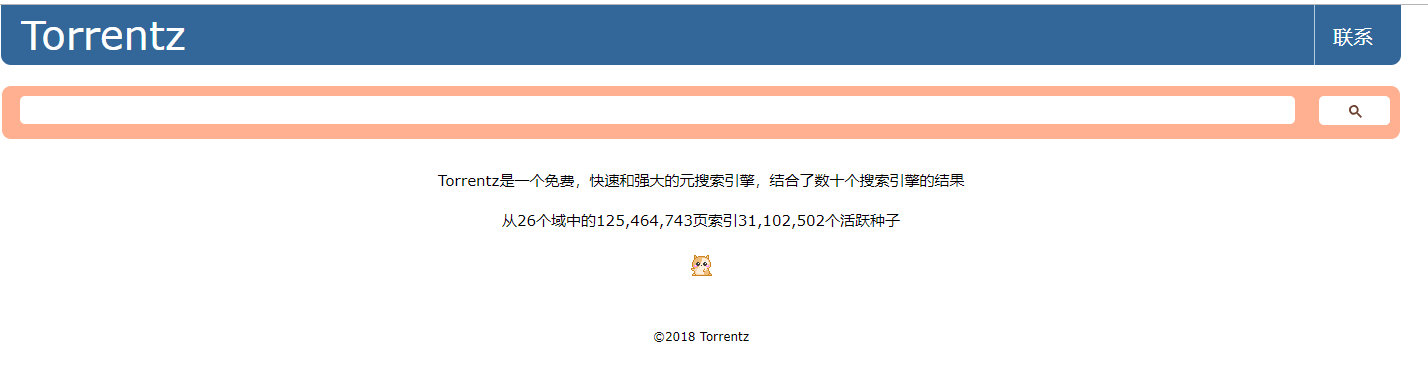 Torrentz
联系
Torrentz是一个免费，快速和强大的元搜索引擎，结合了数十个搜索引擎的结果
从26个域中的125,464,743页索引31,102,502个活跃种子
©2018 Torrentz